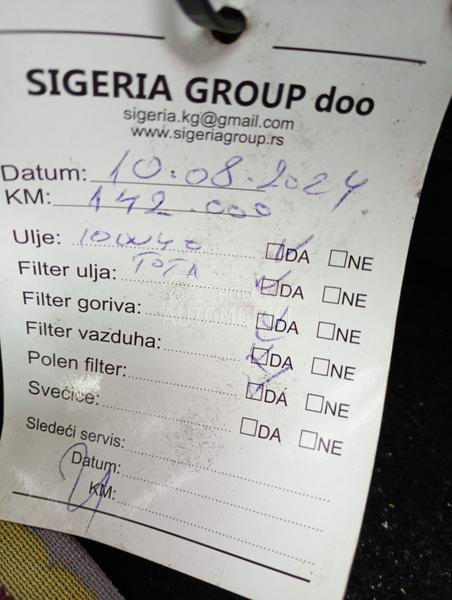 SIGERIA GROUP doo
sigeria.kg@gmail.com
www.sigeriagroup.rs
Datum: 10.08.2024
KM: 142.000
Ulje: 10W40 DA NE
Filter ulja: TOTA DA NE
Filter goriva: DA NE
Filter vazduha: DA NE
Polen filter: DA NE
Svećice: DA NE
Sledeći servis:
Datum:
KM: